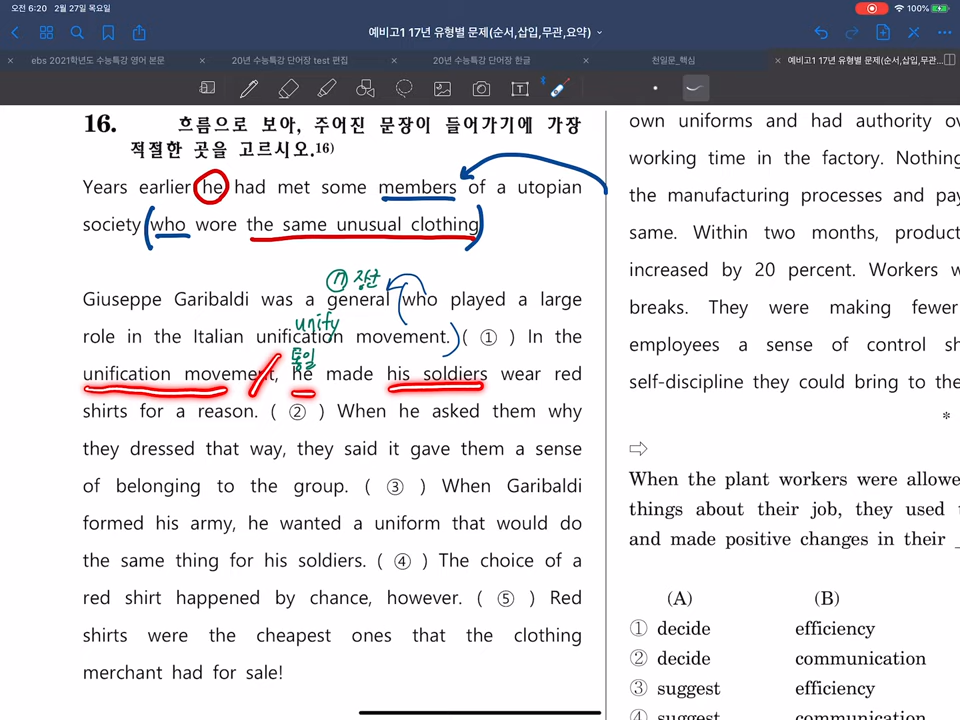 오전 6:20 2월 27일 목요일
100%
예비고1 17년 유형별 문제(순서,삽입,무관,요약)
ebs 2021학년도 수능특강 영어 본문
20년 수능특강 단어장 test 편집
20년 수능특강 단어장 한글
천일문_핵심
예비고1 17년 유형별 문제(순서,삽입,무관,...
16. 흐름으로 보아, 주어진 문장이 들어가기에 가장
적절한 곳을 고르시오.16)
Years earlier he had met some members of a utopian
society who wore the same unusual clothing
n 장군
Giuseppe Garibaldi was a general who played a large
unify
role in the Italian unification movement. ( ① ) In the
통일
unification movement, he made his soldiers wear red
shirts for a reason. ( ② ) When he asked them why
they dressed that way, they said it gave them a sense
of belonging to the group. ( ③ ) When Garibaldi
formed his army, he wanted a uniform that would do
the same thing for his soldiers. ( ④ ) The choice of a
red shirt happened by chance, however. ( ⑤ ) Red
shirts were the cheapest ones that the clothing
merchant had for sale!
own uniforms and had authority ov
working time in the factory. Nothing
the manufacturing processes and pay
same. Within two months, product
increased by 20 percent. Workers w
breaks. They were making fewer
employees a sense of control sh
self-discipline they could bring to the
*
⇨
When the plant workers were allowe
things about their job, they used t
and made positive changes in their _
(A) (B)
① decide efficiency
② decide communication
③ suggest efficiency
④ suggest communication